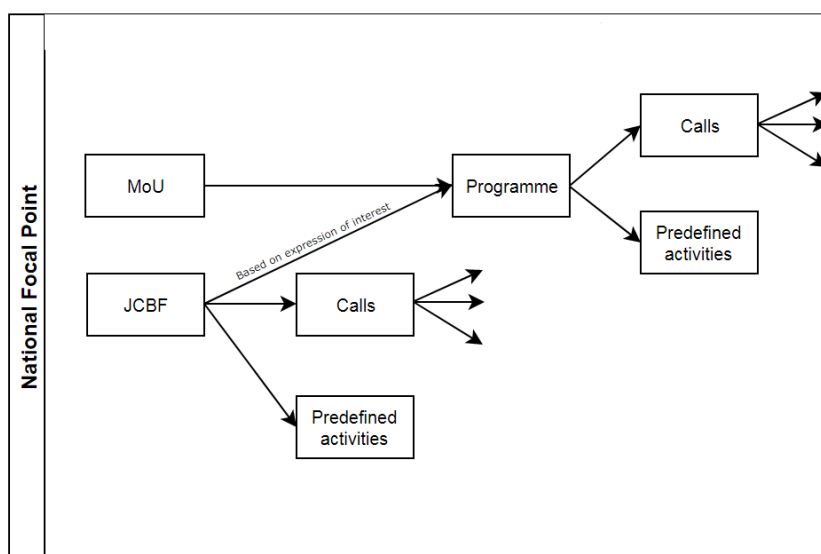 National Focal Point
Calls
MoU
Programme
Based on expression of interest
Predefined
activities
JCBF
Calls
Predefined
activities